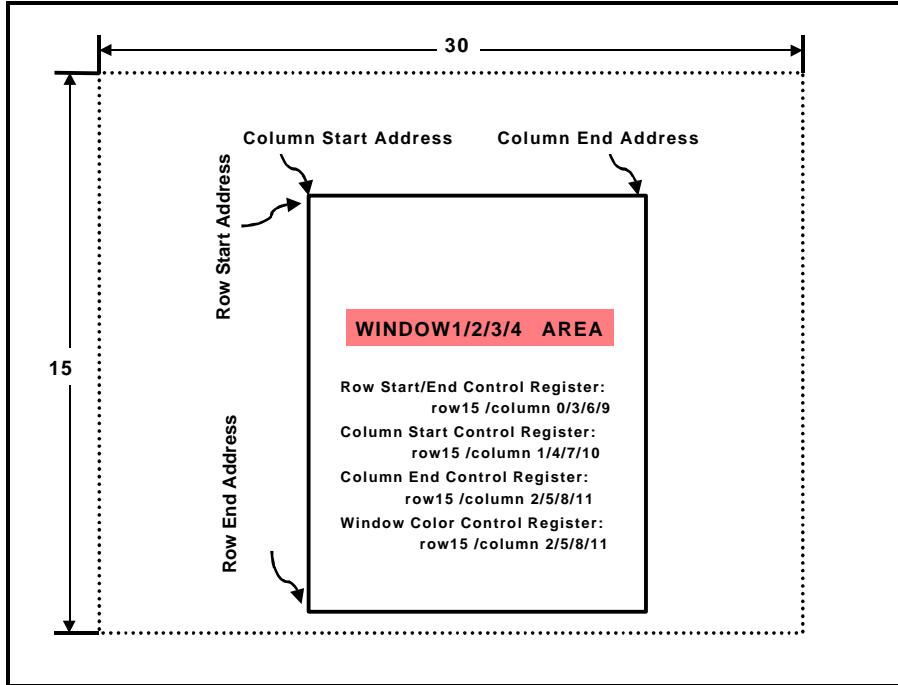 30
Column Start Address
Column End Address
Row Start Address
WINDOW1/2/3/4 AREA
15
Row Start/End Control Register:
row15 /column 0/3/6/9
Column Start Control Register:
row15 /column 1/4/7/10
Column End Control Register:
row15 /column 2/5/8/11
Window Color Control Register:
row15 /column 2/5/8/11
Row End Address